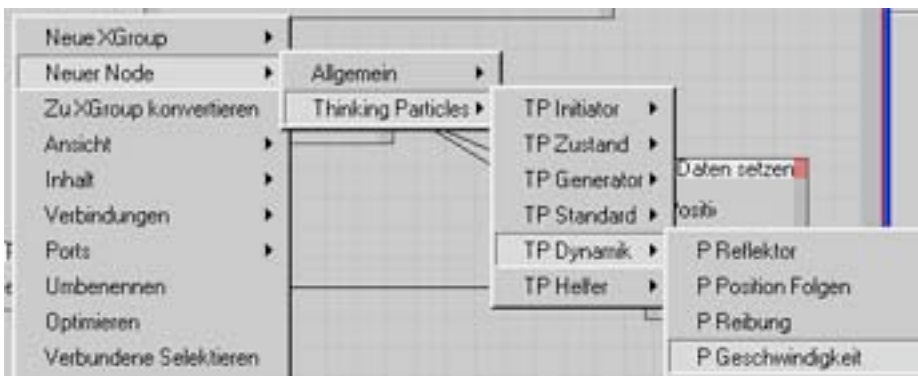 Neue XGroup
Neuer Node
Zu XGroup konvertieren
Ansicht
Inhalt
Verbindungen
Ports
Umbenennen
Optimieren
Verbundene Selektieren
Allgemein
Thinking Particles
TP Initiator
TP Zustand
TP Generator
TP Standard
TP Dynamik
TP Helfer
Daten setzen
P Reflektor
P Position Folgen
P Reibung
P Geschwindigkeit